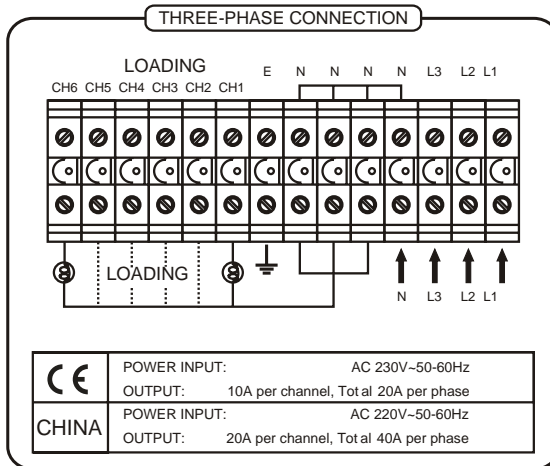 THREE-PHASE CONNECTION
LOADING
CH6 CH5 CH4 CH3 CH2 CH1 E N N N N L3 L2 L1
LOADING
N L3 L2 L1
CE POWER INPUT: AC 230V~50-60Hz
OUTPUT: 10A per channel, Tot al 20A per phase
CHINA POWER INPUT: AC 220V~50-60Hz
OUTPUT: 20A per channel, Tot al 40A per phase